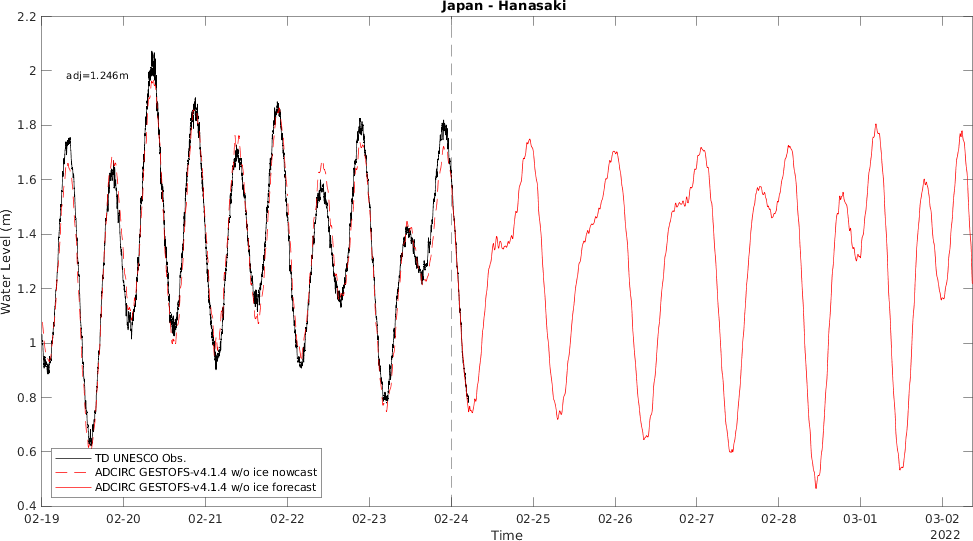 Japan - Hanasaki
2.2
2
1.8
1.6
1.4
1.2
1
0.8
0.6
0.4
Water Level (m)
adj=1.246m
TD UNESCO Obs.
ADCIRC GESTOFS-v4.1.4 w/o ice nowcast
ADCIRC GESTOFS-v4.1.4 w/o ice forecast
02-19 02-20 02-21 02-22 02-23 02-24 02-25 02-26 02-27 02-28 03-01 03-02
2022
Time